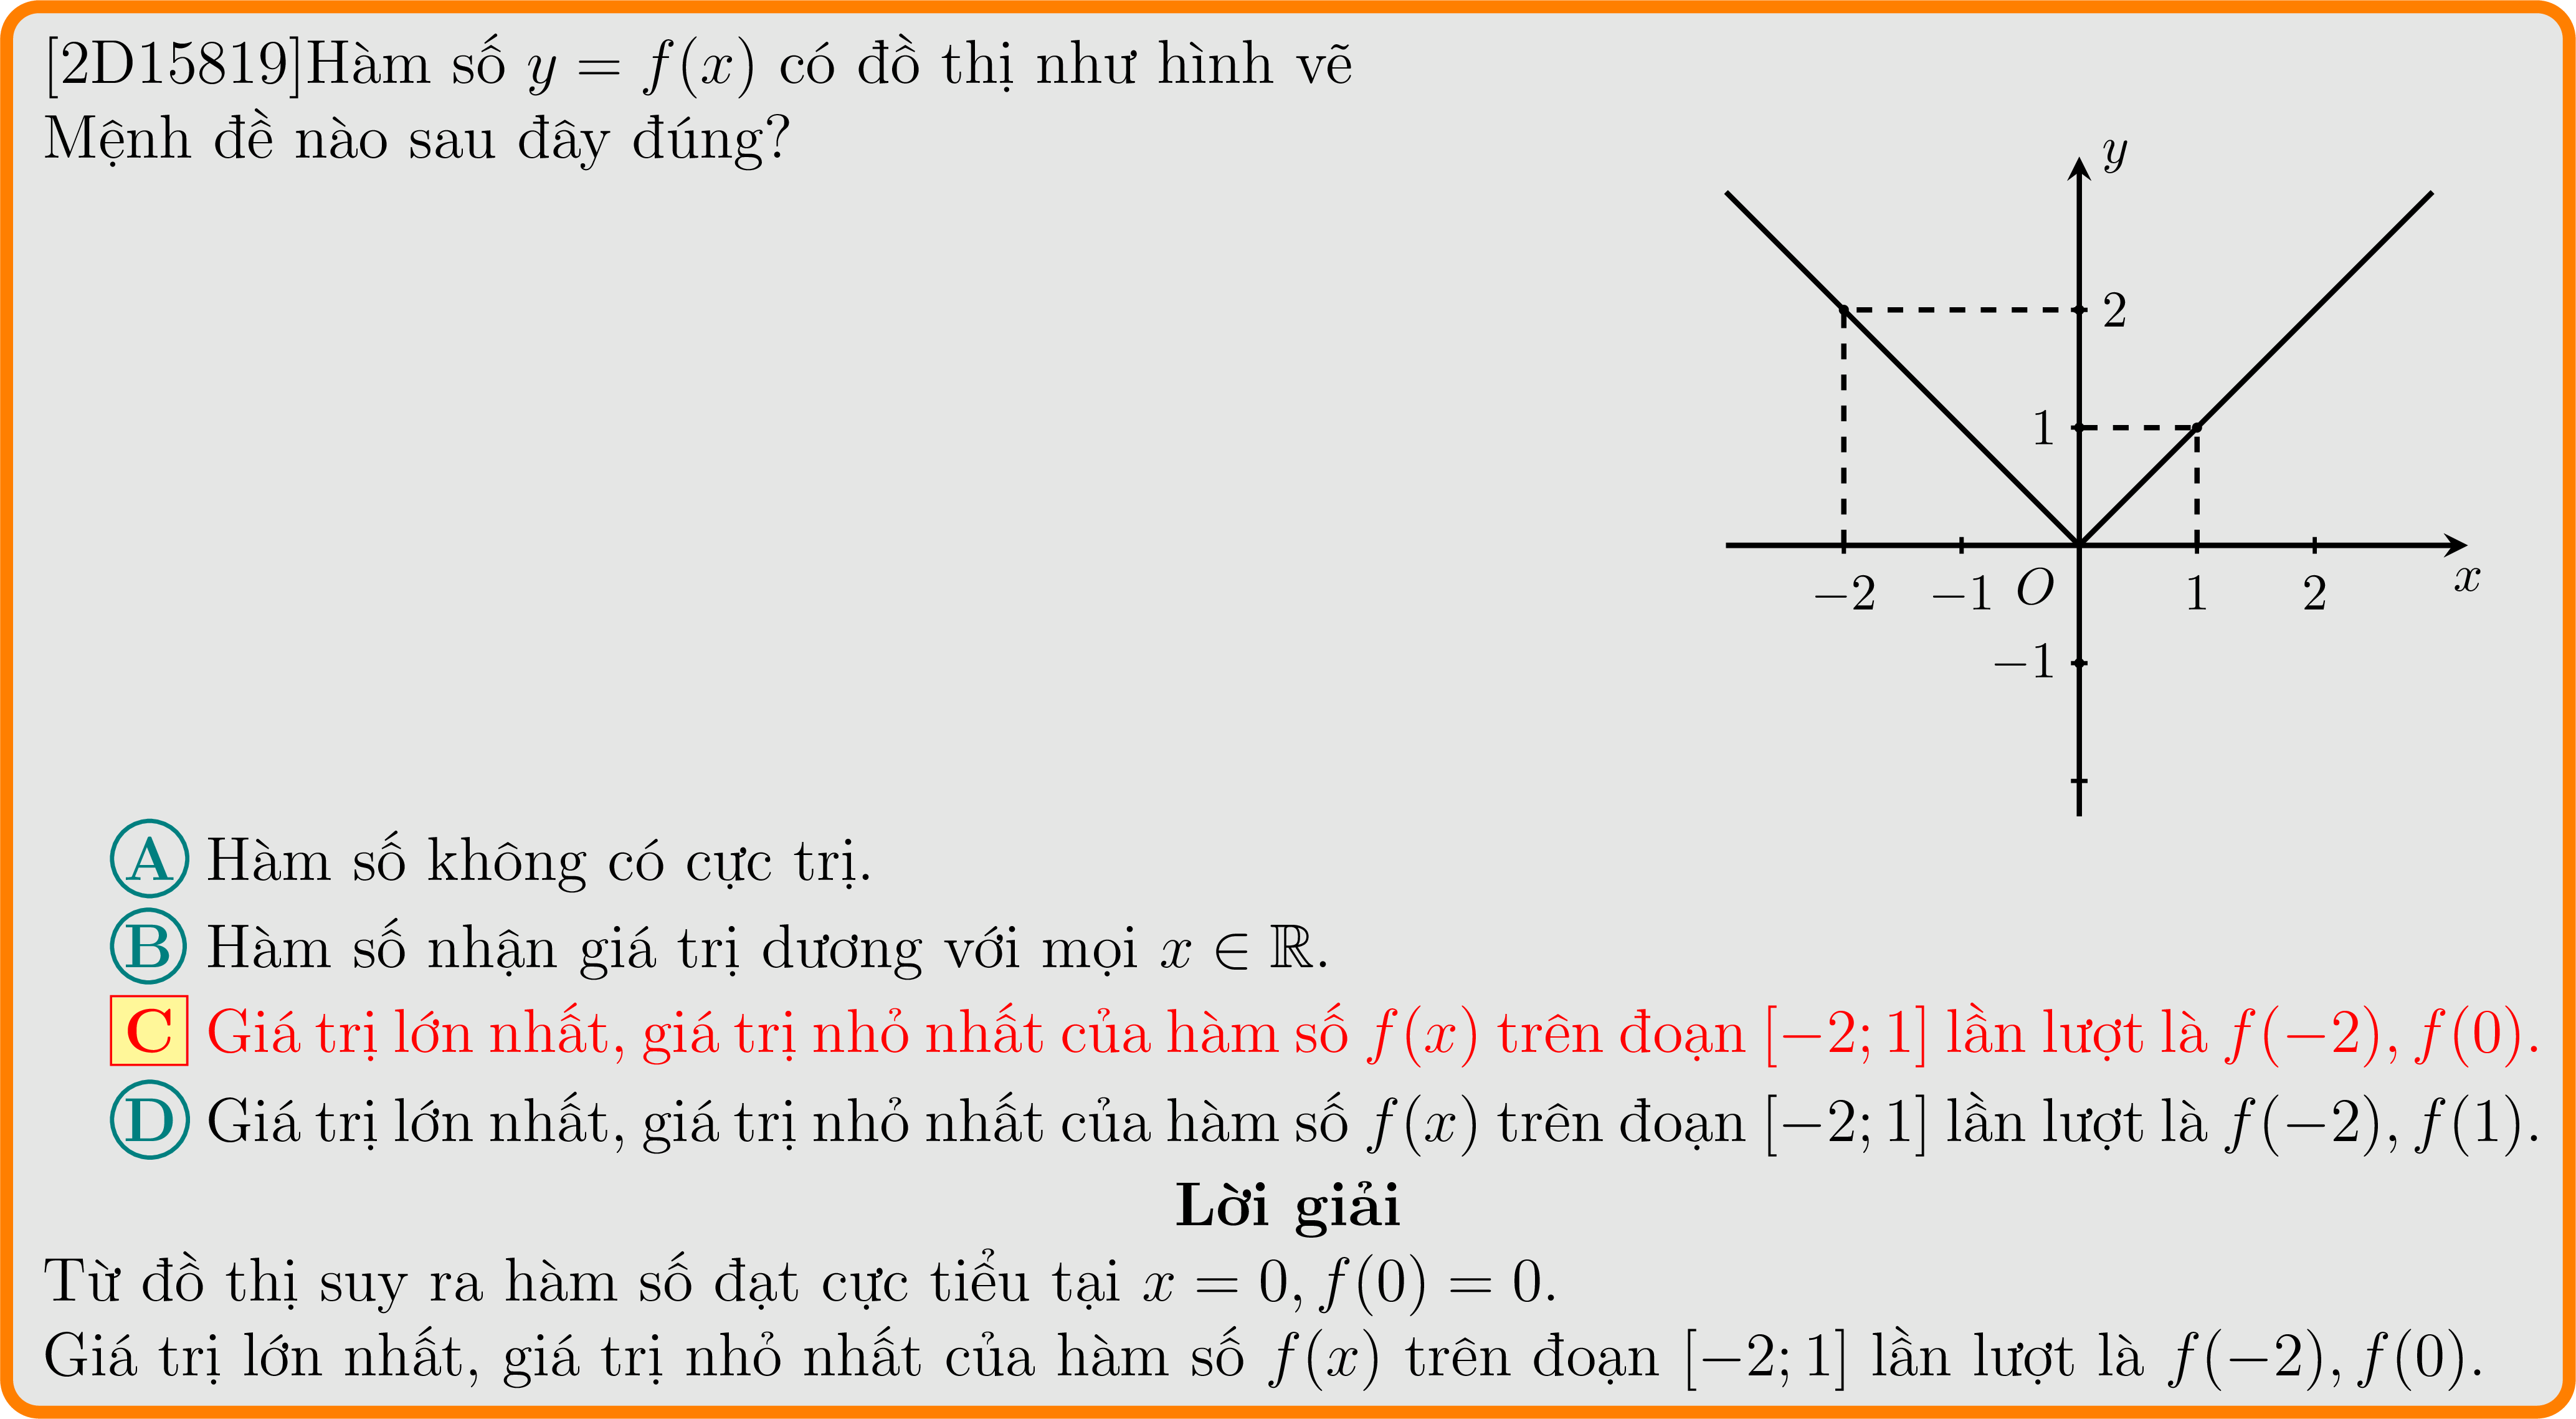 [2D15819]Hàm số y = f(x) có đồ thị như hình vẽ
Mệnh đề nào sau đây đúng?
y
2
1
−2 −1 O 1 2 x
−1
A Hàm số không có cực trị.
B Hàm số nhận giá trị dương với mọi x ∈ ℝ.
C Giá trị lớn nhất, giá trị nhỏ nhất của hàm số f(x) trên đoạn [−2; 1] lần lượt là f(−2), f(0).
D Giá trị lớn nhất, giá trị nhỏ nhất của hàm số f(x) trên đoạn [−2; 1] lần lượt là f(−2), f(1).
Lời giải
Từ đồ thị suy ra hàm số đạt cực tiểu tại x = 0, f(0) = 0.
Giá trị lớn nhất, giá trị nhỏ nhất của hàm số f(x) trên đoạn [−2; 1] lần lượt là f(−2), f(0).